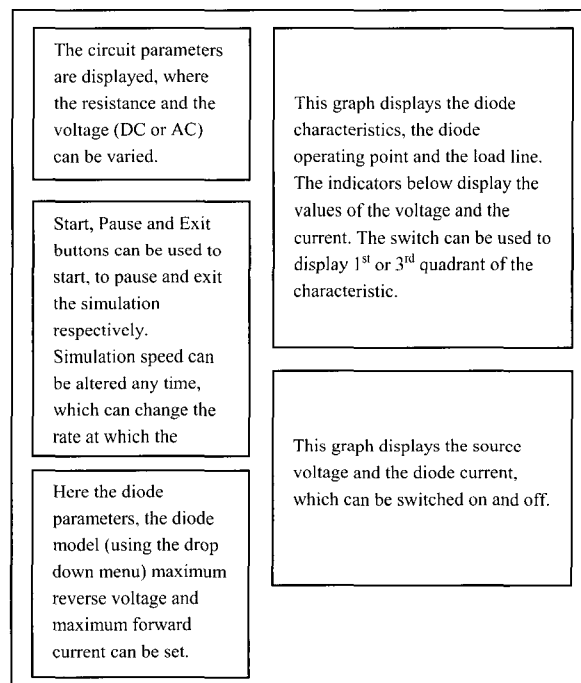 The circuit parameters
are displayed, where
the resistance and the
voltage (DC or AC)
can be varied.
Start, Pause and Exit
buttons can be used to
start, to pause and exit
the simulation
respectively.
Simulation speed can
be altered any time,
which can change the
rate at which the
Here the diode
parameters, the diode
model (using the drop
down menu) maximum
reverse voltage and
maximum forward
current can be set.
This graph displays the diode
characteristics, the diode
operating point and the load line.
The indicators below display the
values of the voltage and the
current. The switch can be used to
display 1st or 3rd quadrant of the
characteristic.
This graph displays the source
voltage and the diode current,
which can be switched on and off.